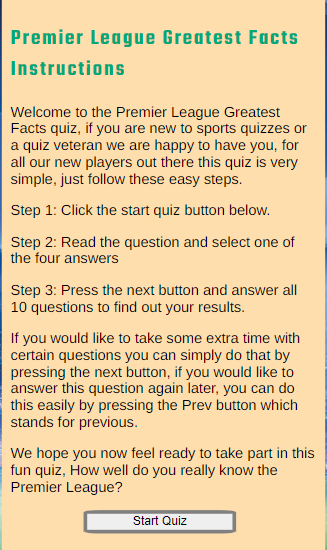 Premier League Greatest Facts
Instructions
Welcome to the Premier League Greatest
Facts quiz, if you are new to sports quizzes or
a quiz veteran we are happy to have you, for
all our new players out there this quiz is very
simple, just follow these easy steps.
Step 1: Click the start quiz button below.
Step 2: Read the question and select one of
the four answers
Step 3: Press the next button and answer all
10 questions to find out your results.
If you would like to take some extra time with
certain questions you can simply do that by
pressing the next button, if you would like to
answer this question again later, you can do
this easily by pressing the Prev button which
stands for previous.
We hope you now feel ready to take part in this
fun quiz, How well do you really know the
Premier League?
Start Quiz